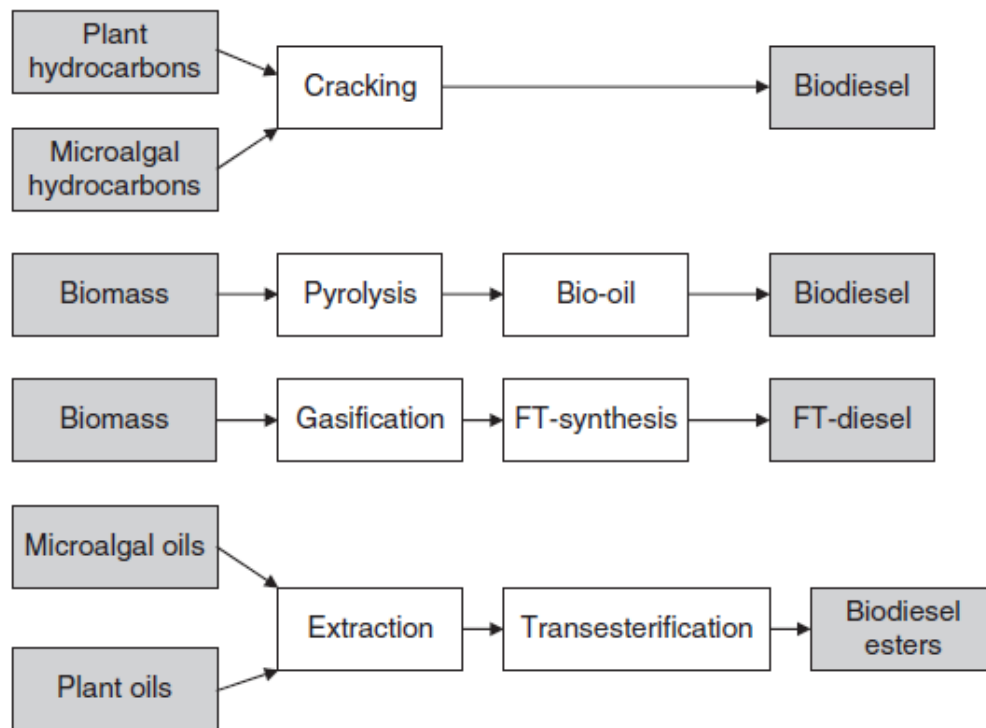 Plant
hydrocarbons
Cracking
Biodiesel
Microalgal
hydrocarbons
Biomass
Pyrolysis
Bio-oil
Biodiesel
Biomass
Gasification
FT-synthesis
FT-diesel
Microalgal oils
Extraction
Transesterification
Biodiesel
esters
Plant oils